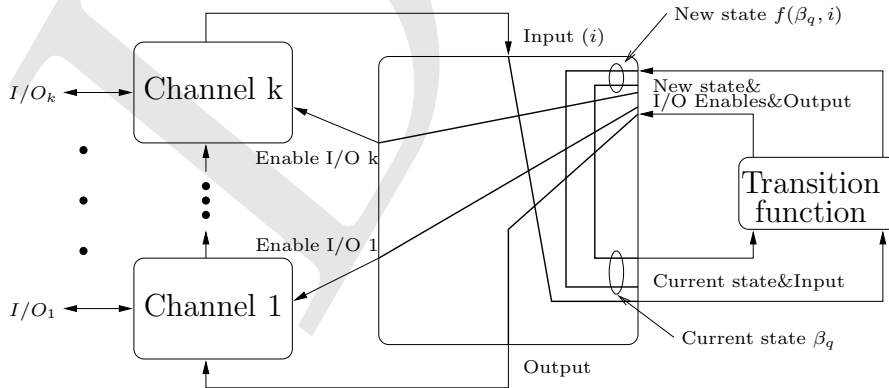 New state f(β_q, i)
Input (i)
Channel k
I/O_k
New state&
I/O Enables&Output
Enable I/O k
Transition
function
Enable I/O 1
Channel 1
Current state&Input
I/O_1
Current state β_q
Output